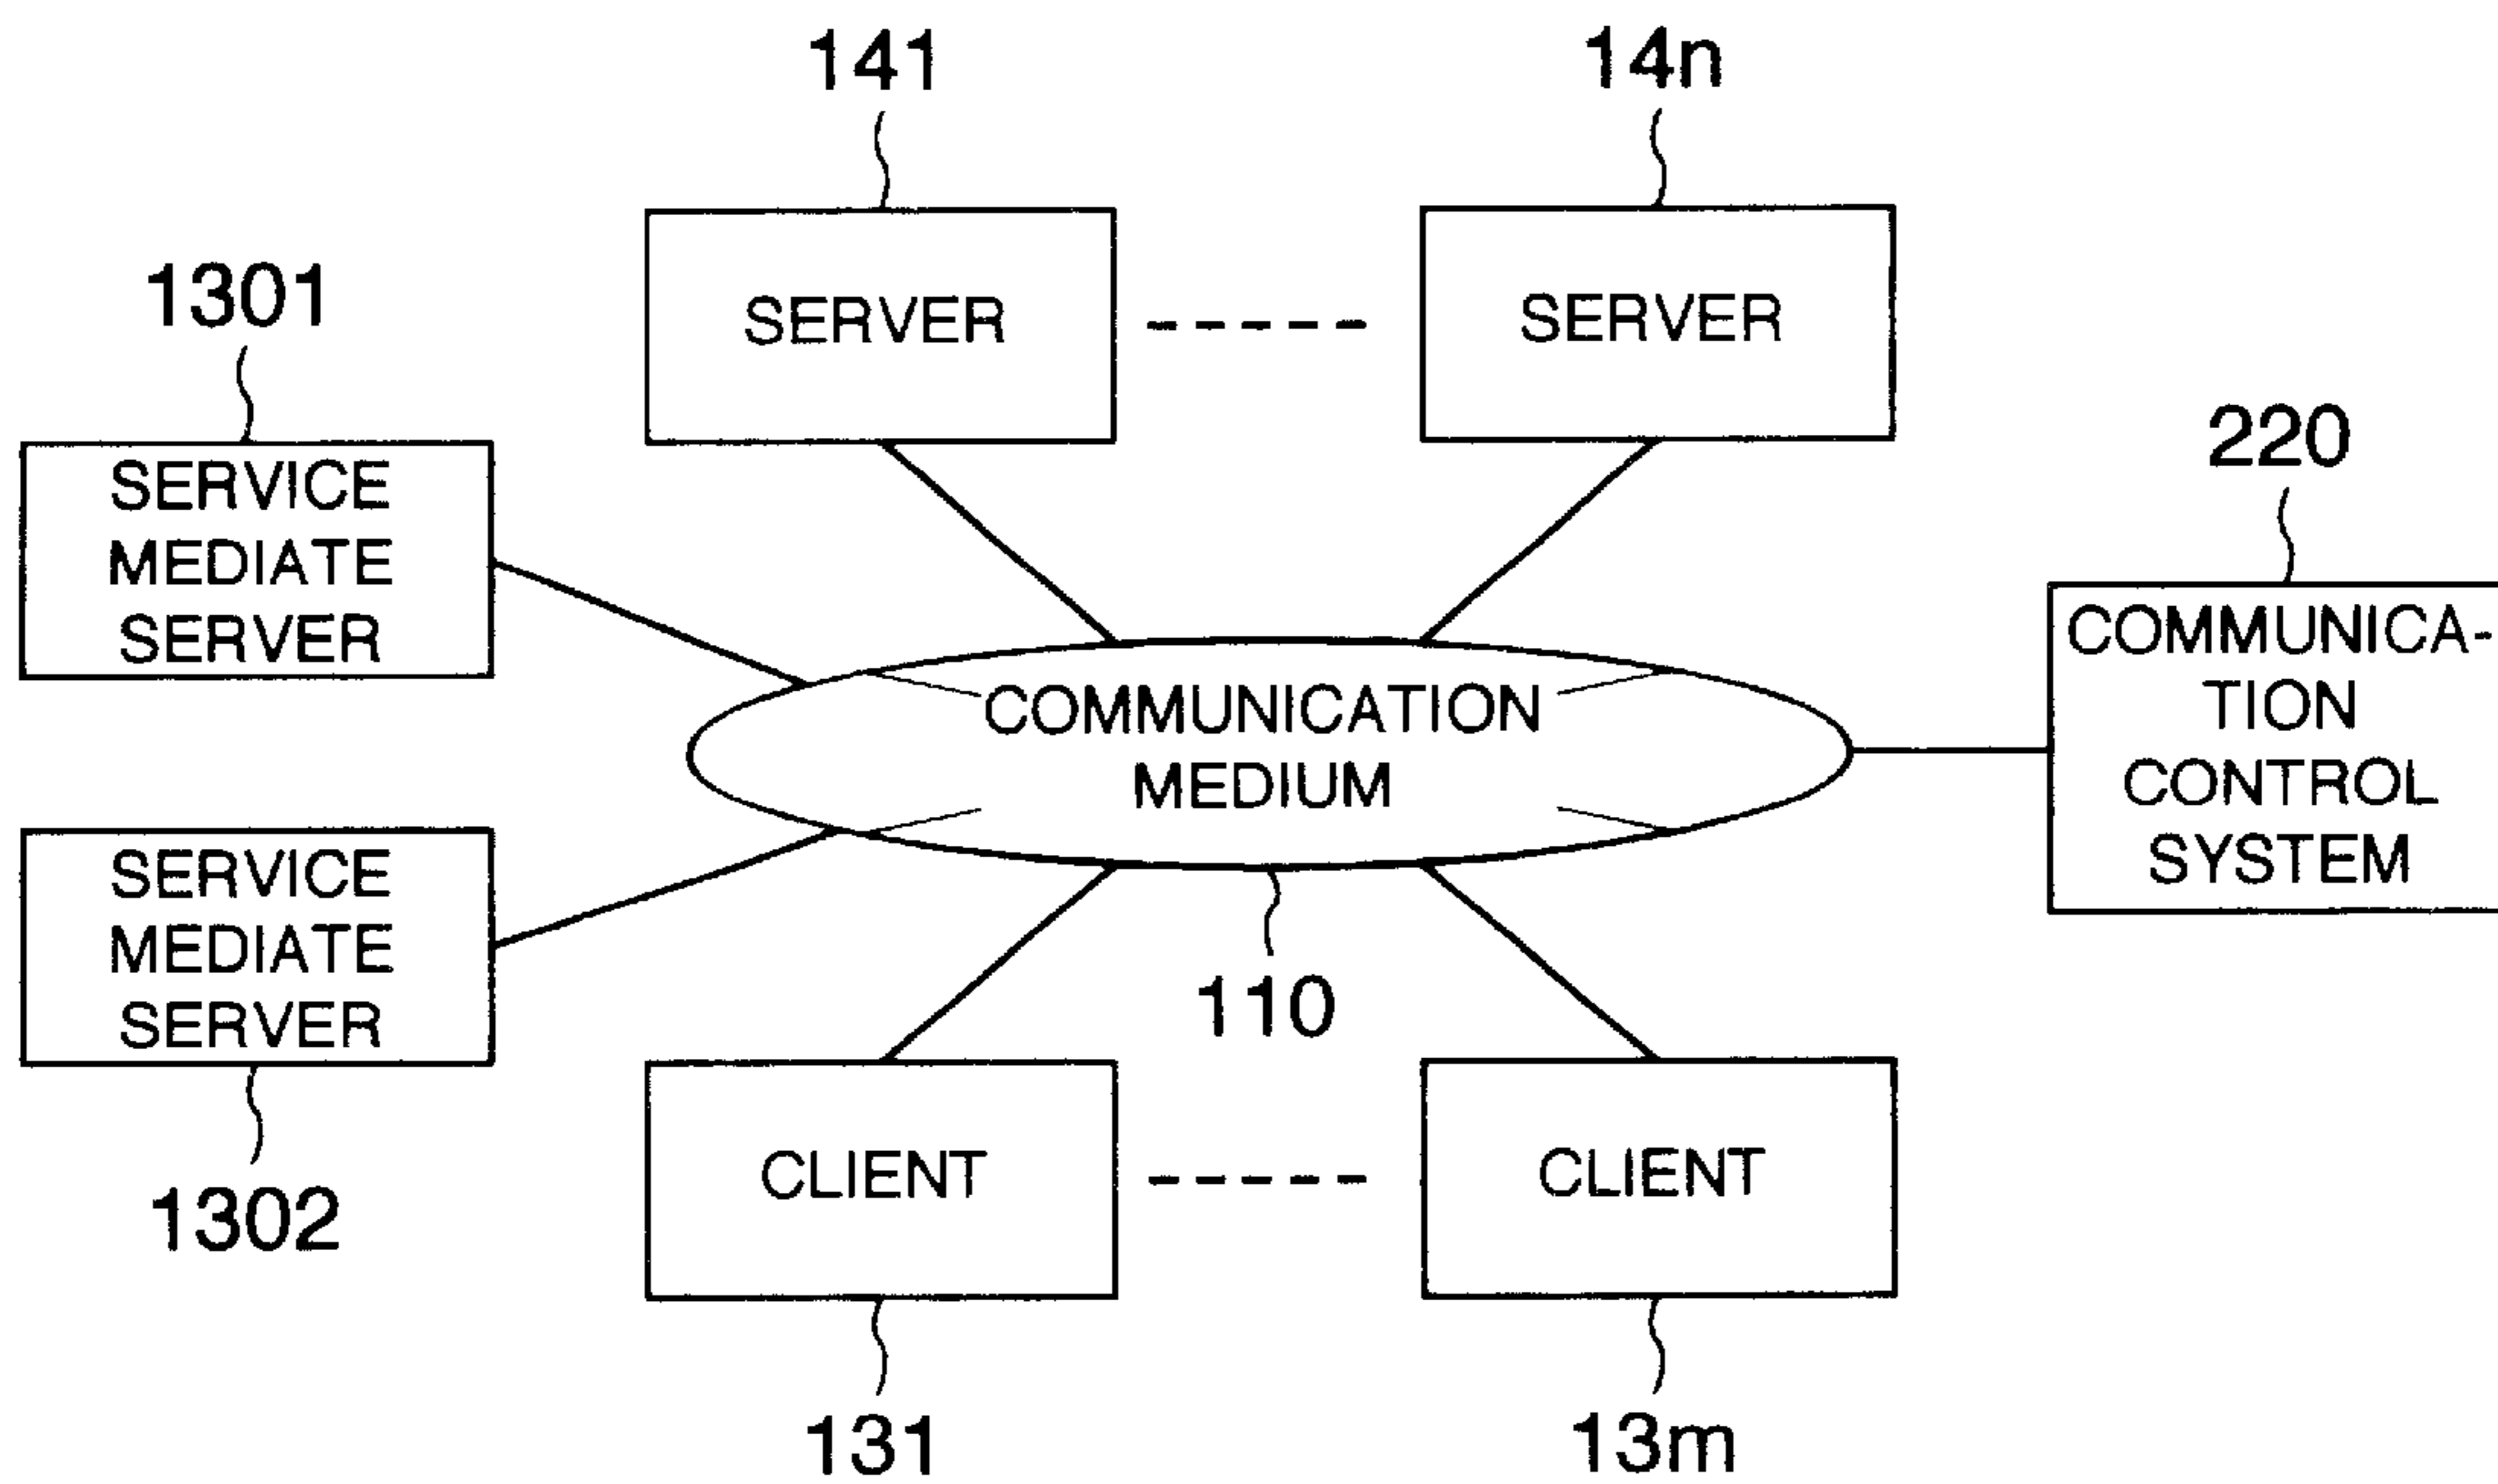 141
14n
1301
SERVER
SERVER
220
SERVICE
MEDIATE
SERVER
COMMUNICA-
TION
CONTROL
SYSTEM
COMMUNICATION
MEDIUM
SERVICE
MEDIATE
SERVER
110
1302
CLIENT
CLIENT
131
13m